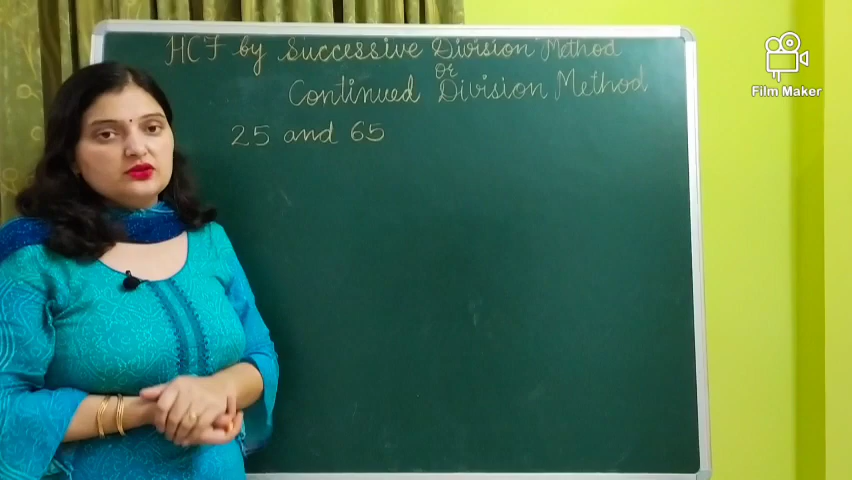 HCF by Successive Division Method
or
Continued Division Method
25 and 65
Film Maker